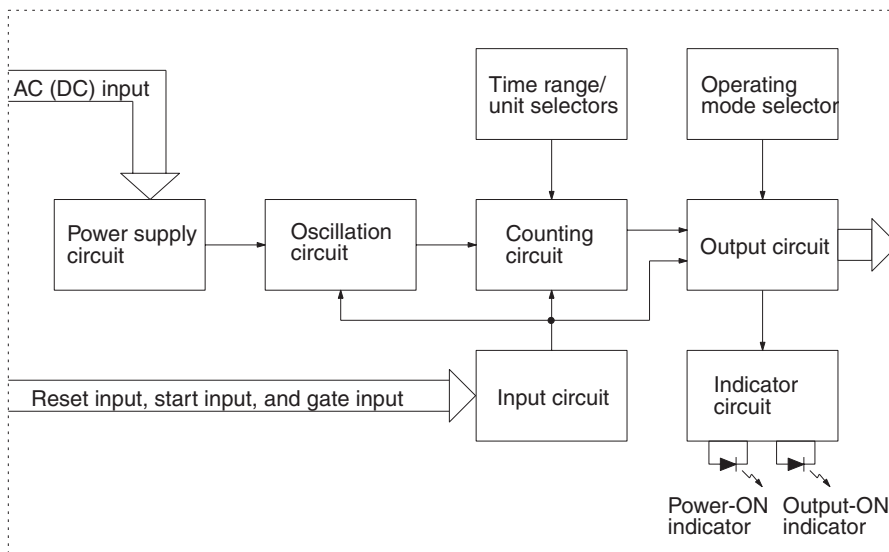 AC (DC) input
Time range/
unit selectors
Operating
mode selector
Power supply
circuit
Oscillation
circuit
Counting
circuit
Output circuit
Reset input, start input, and gate input
Input circuit
Indicator
circuit
Power-ON
indicator
Output-ON
indicator